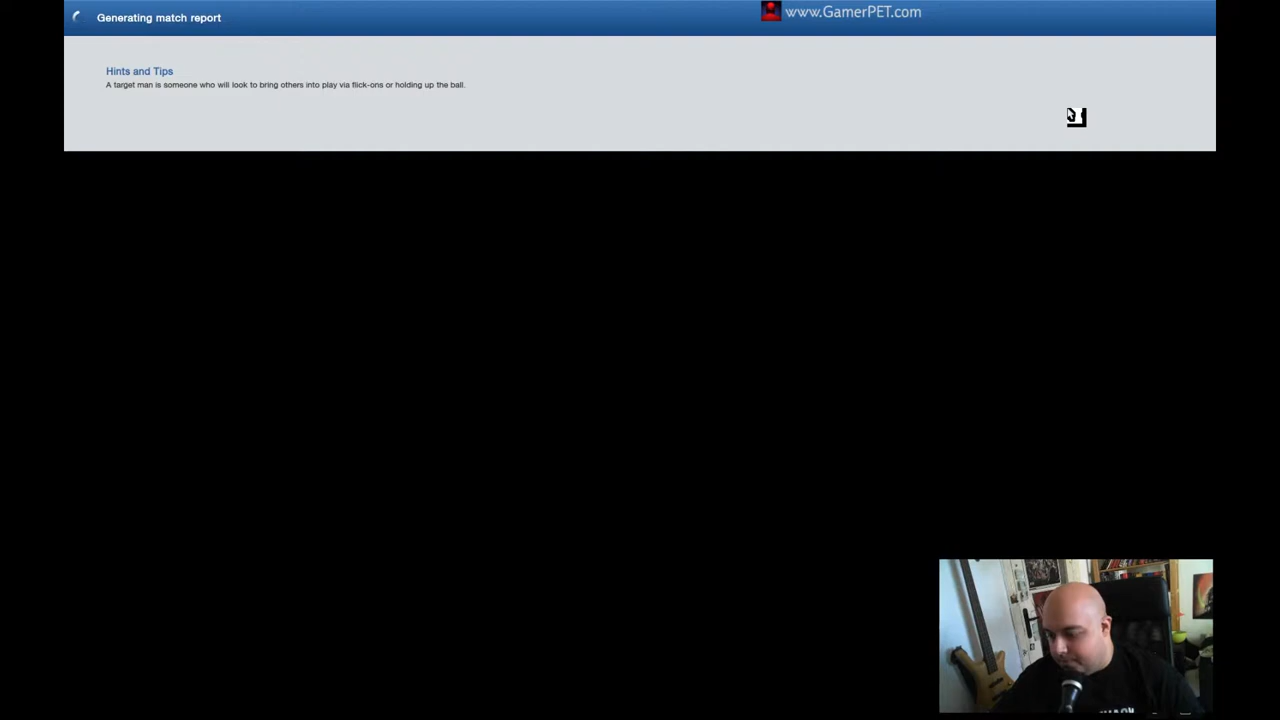 Generating match report
www.GamerPET.com
Hints and Tips
A target man is someone who will look to bring others into play via flick-ons or holding up the ball.